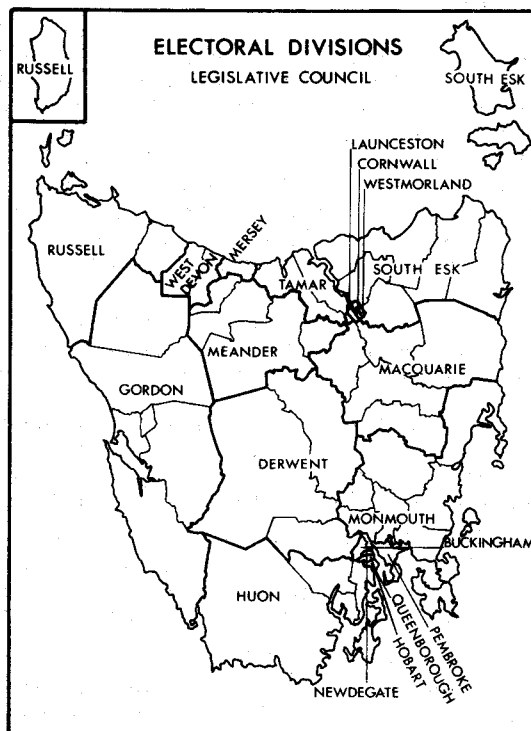 ELECTORAL DIVISIONS
LEGISLATIVE COUNCIL
RUSSELL
SOUTH ESK
LAUNCESTON
CORNWALL
WESTMORLAND
RUSSELL
WEST
DEVON
MERSEY
TAMAR
SOUTH ESK
MEANDER
MACQUARIE
GORDON
DERWENT
MONMOUTH
BUCKINGHAM
HUON
PEMBROKE
QUEENBOROUGH
HOBART
NEWDEGATE